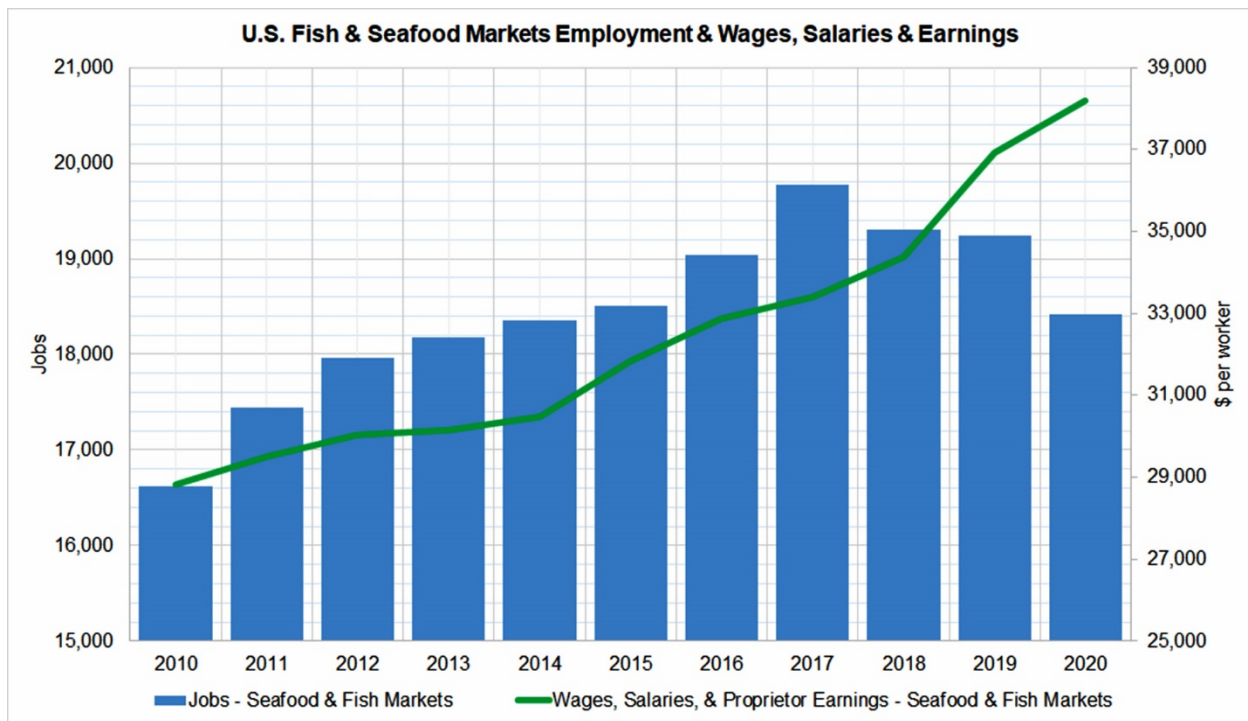 U.S. Fish & Seafood Markets Employment & Wages, Salaries & Earnings
21,000
20,000
19,000
18,000
17,000
16,000
15,000
Jobs
39,000
37,000
35,000
33,000
31,000
29,000
27,000
25,000
$ per worker
2010 2011 2012 2013 2014 2015 2016 2017 2018 2019 2020
Jobs - Seafood & Fish Markets
Wages, Salaries, & Proprietor Earnings - Seafood & Fish Markets